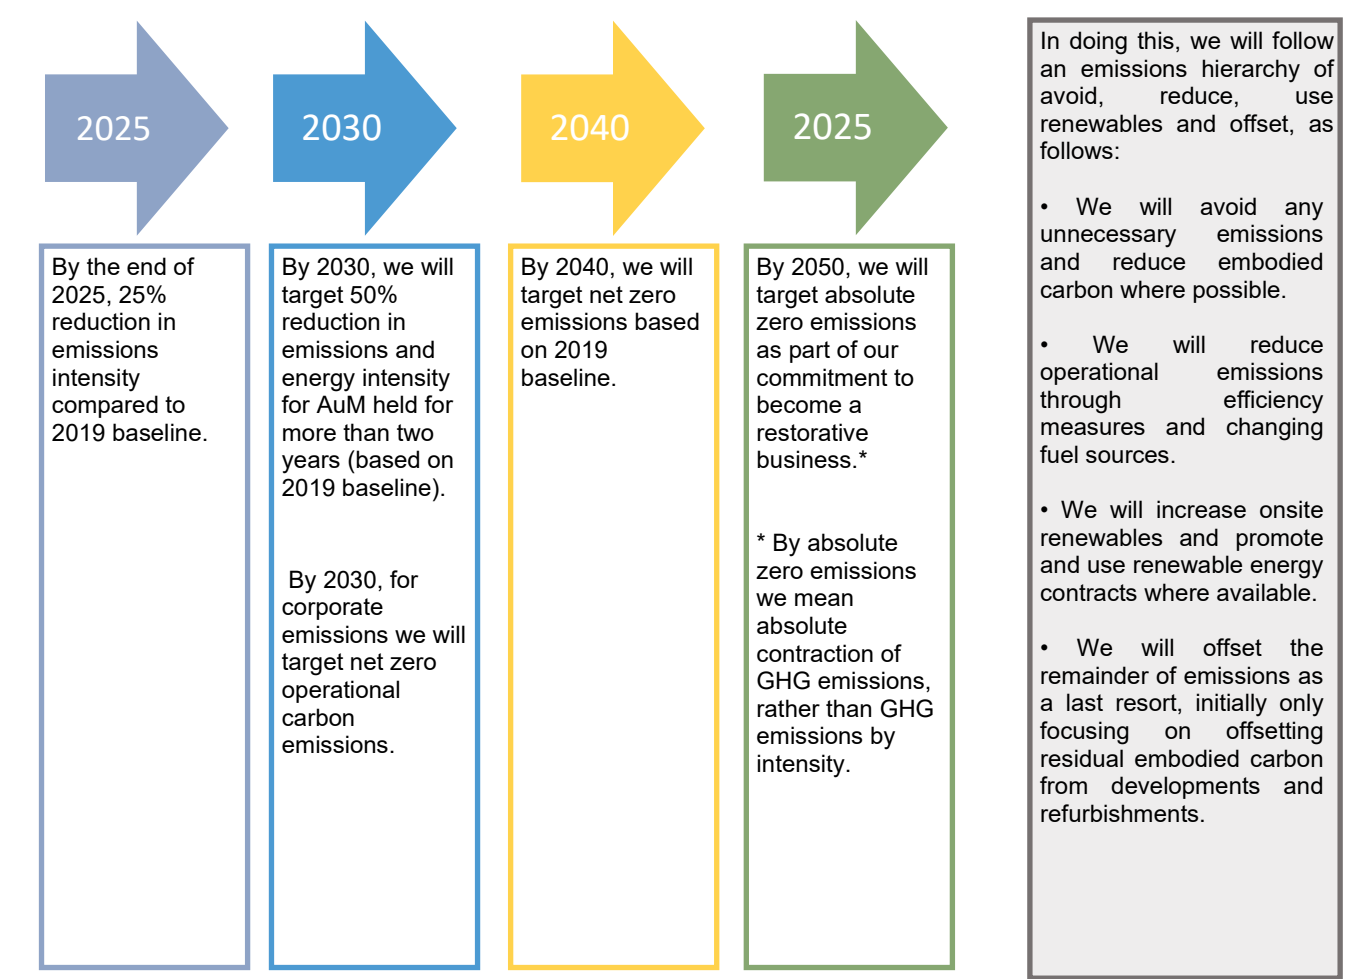 2025
By the end of
2025, 25%
reduction in
emissions
intensity
compared to
2019 baseline.
2030
By 2030, we will
target 50%
reduction in
emissions and
energy intensity
for AuM held for
more than two
years (based on
2019 baseline).
By 2030, for
corporate
emissions we will
target net zero
operational
carbon
emissions.
2040
By 2040, we will
target net zero
emissions based
on 2019
baseline.
2025
By 2050, we will
target absolute
zero emissions
as part of our
commitment to
become a
restorative
business.*
* By absolute
zero emissions
we mean
absolute
contraction of
GHG emissions,
rather than GHG
emissions by
intensity.
In doing this, we will follow
an emissions hierarchy of
avoid, reduce, use
renewables and offset, as
follows:
• We will avoid any
unnecessary emissions
and reduce embodied
carbon where possible.
• We will reduce
operational emissions
through efficiency
measures and changing
fuel sources.
• We will increase onsite
renewables and promote
and use renewable energy
contracts where available.
• We will offset the
remainder of emissions as
a last resort, initially only
focusing on offsetting
residual embodied carbon
from developments and
refurbishments.